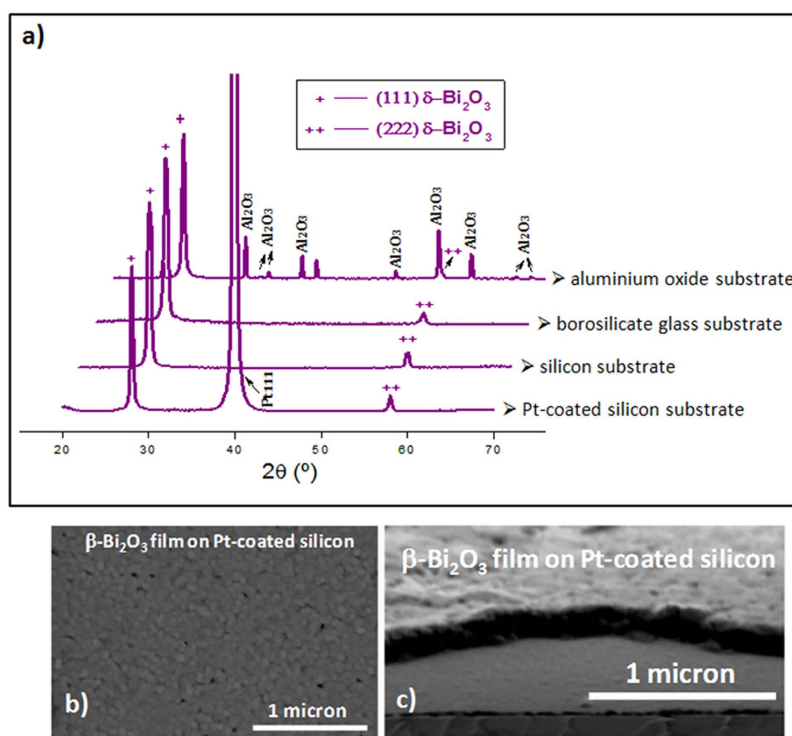 a)
+ — (111) δ–Bi₂O₃
++ — (222) δ–Bi₂O₃
+
+
+
+
Al2O3
Al2O3
Al2O3
Al2O3
Al2O3
++
Al2O3
➢ aluminium oxide substrate
++
➢ borosilicate glass substrate
++
➢ silicon substrate
Pt111
++
➢ Pt-coated silicon substrate
20 30 40 50 60 70
2θ (º)
β-Bi₂O₃ film on Pt-coated silicon
b)
1 micron
β-Bi₂O₃ film on Pt-coated silicon
1 micron
c)